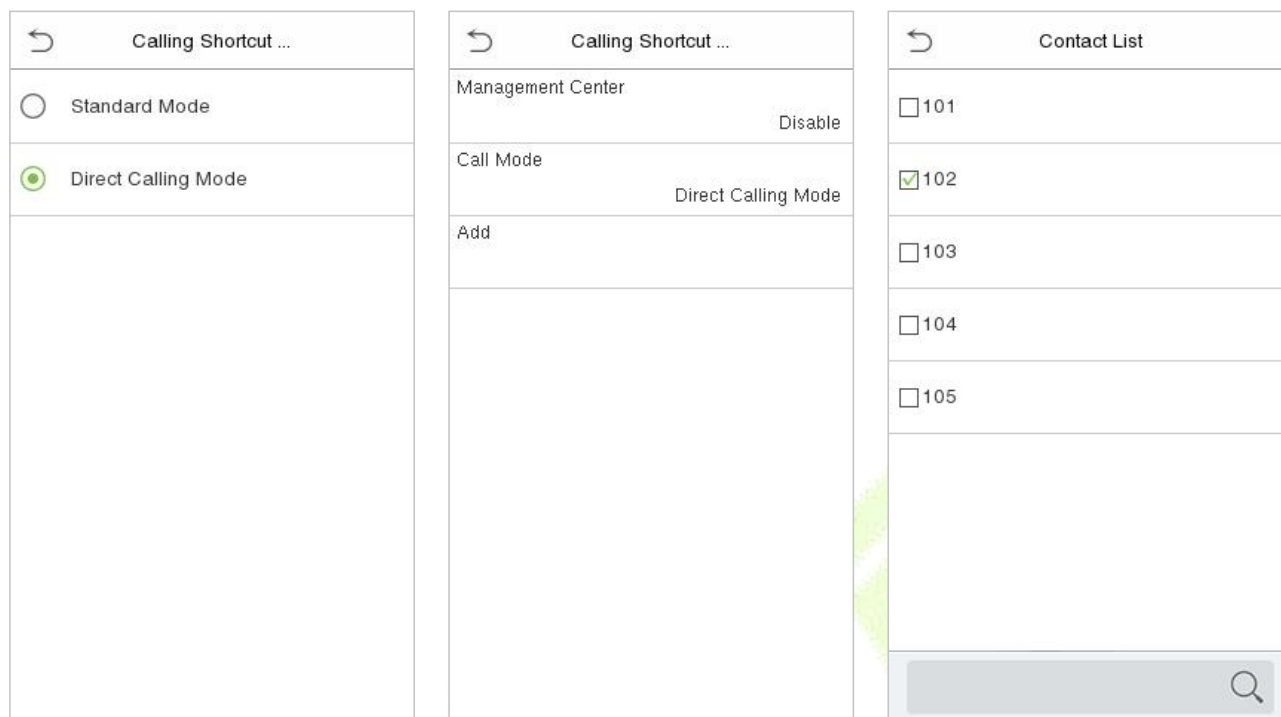 Calling Shortcut ...
Standard Mode
Direct Calling Mode
Calling Shortcut ...
Management Center
Disable
Call Mode
Direct Calling Mode
Add
Contact List
101
102
103
104
105